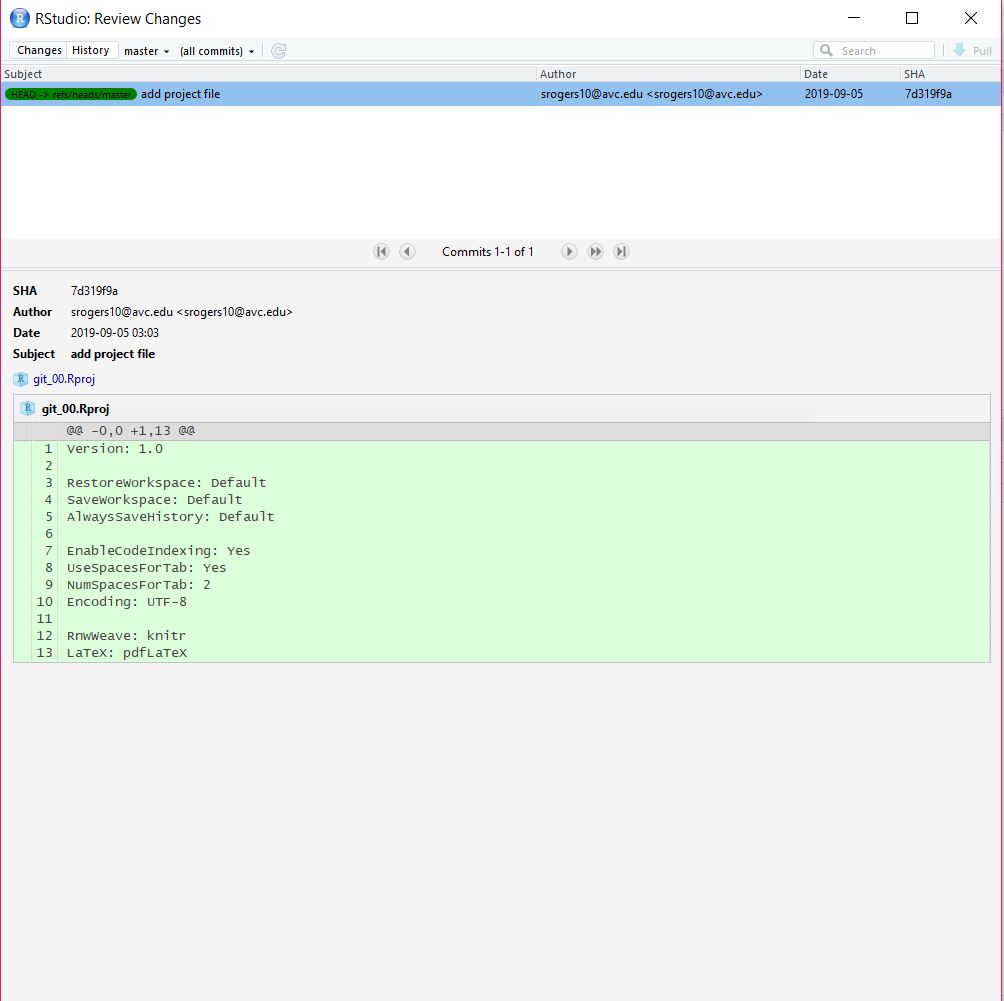 RStudio: Review Changes
Changes History master (all commits) Search Pull
Subject Author Date SHA
HEAD -> refs/heads/master add project file srogers10@avc.edu <srogers10@avc.edu> 2019-09-05 7d319f9a
Commits 1-1 of 1
SHA 7d319f9a
Author srogers10@avc.edu <srogers10@avc.edu>
Date 2019-09-05 03:03
Subject add project file
R git_00.Rproj
R git_00.Rproj
@@ -0,0 +1,13 @@
1 Version: 1.0
2
3 RestoreWorkspace: Default
4 SaveWorkspace: Default
5 AlwaysSaveHistory: Default
6
7 EnableCodeIndexing: Yes
8 UseSpacesForTab: Yes
9 NumSpacesForTab: 2
10 Encoding: UTF-8
11
12 RnwWeave: knitr
13 LaTeX: pdfLaTeX